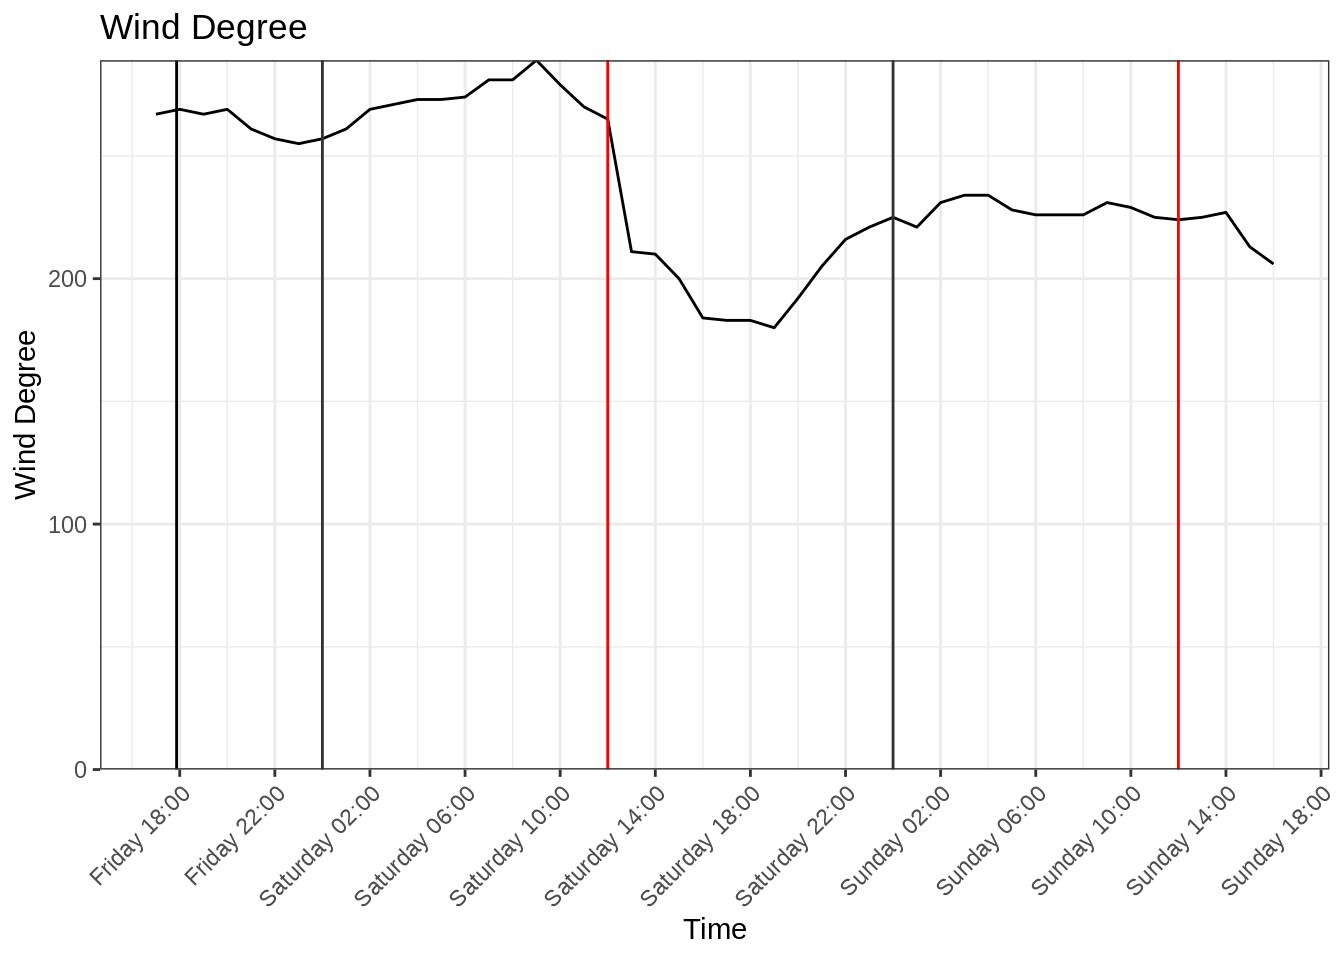 Wind Degree
Wind Degree
200
100
0
Friday 18:00
Friday 22:00
Saturday 02:00
Saturday 06:00
Saturday 10:00
Saturday 14:00
Saturday 18:00
Saturday 22:00
Sunday 02:00
Sunday 06:00
Sunday 10:00
Sunday 14:00
Sunday 18:00
Time